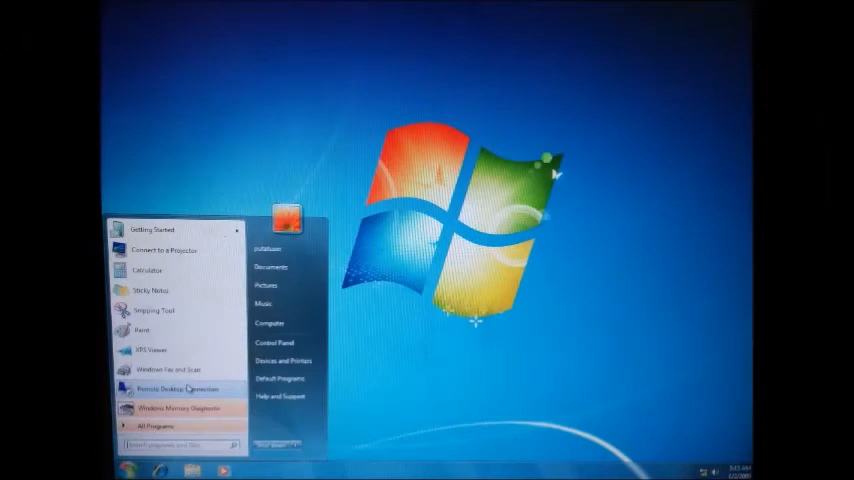 Getting Started
Connect to a Projector
Calculator
Sticky Notes
Snipping Tool
Paint
XPS Viewer
Windows Fax and Scan
Remote Desktop Connection
Windows Memory Diagnostic
All Programs
Search programs and files
Documents
Pictures
Music
Computer
Control Panel
Devices and Printers
Default Programs
Help and Support
Shut down